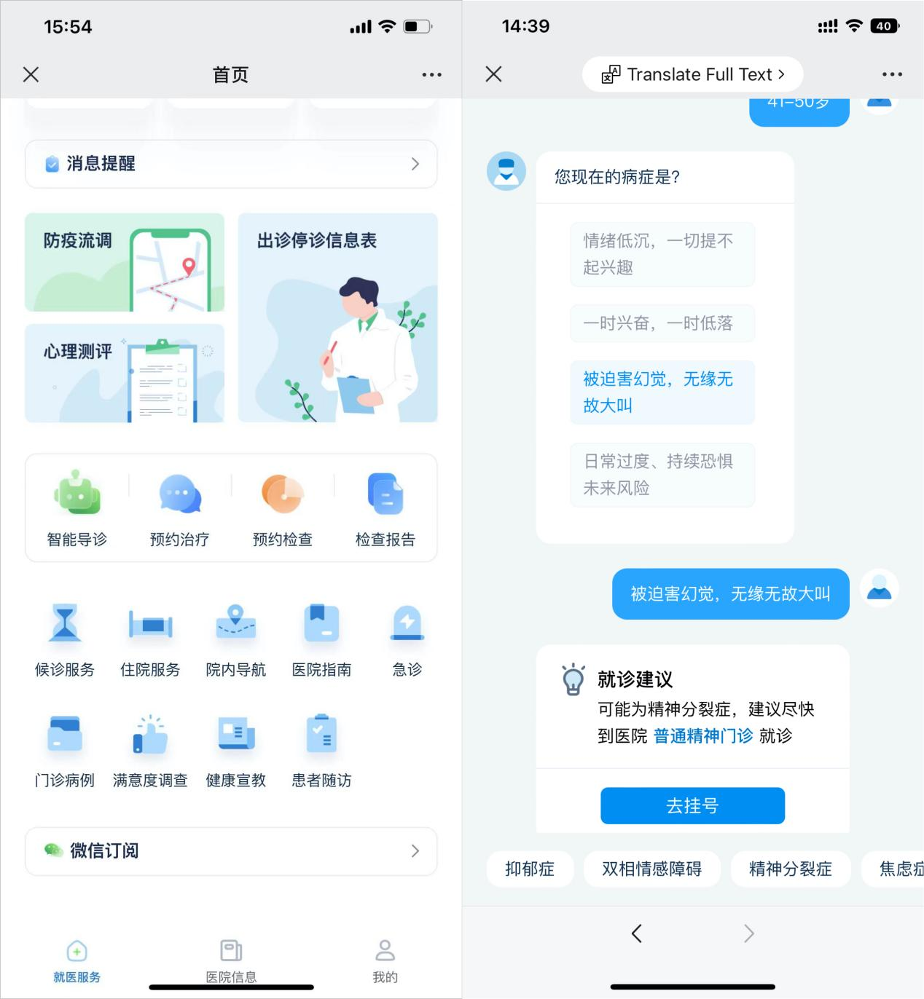 15:54
首页
消息提醒
防疫流调
出诊停诊信息表
心理测评
智能导诊
预约治疗
预约检查
检查报告
候诊服务
住院服务
院内导航
医院指南
急诊
门诊病例
满意度调查
健康宣教
患者随访
微信订阅
就医服务
医院信息
我的
14:39
40
Translate Full Text
41-50岁
您现在的病症是?
情绪低沉，一切提不
起兴趣
一时兴奋，一时低落
被迫害幻觉，无缘无
故大叫
日常过度、持续恐惧
未来风险
被迫害幻觉，无缘无故大叫
就诊建议
可能为精神分裂症，建议尽快
到医院 普通精神门诊 就诊
去挂号
抑郁症
双相情感障碍
精神分裂症
焦虑症